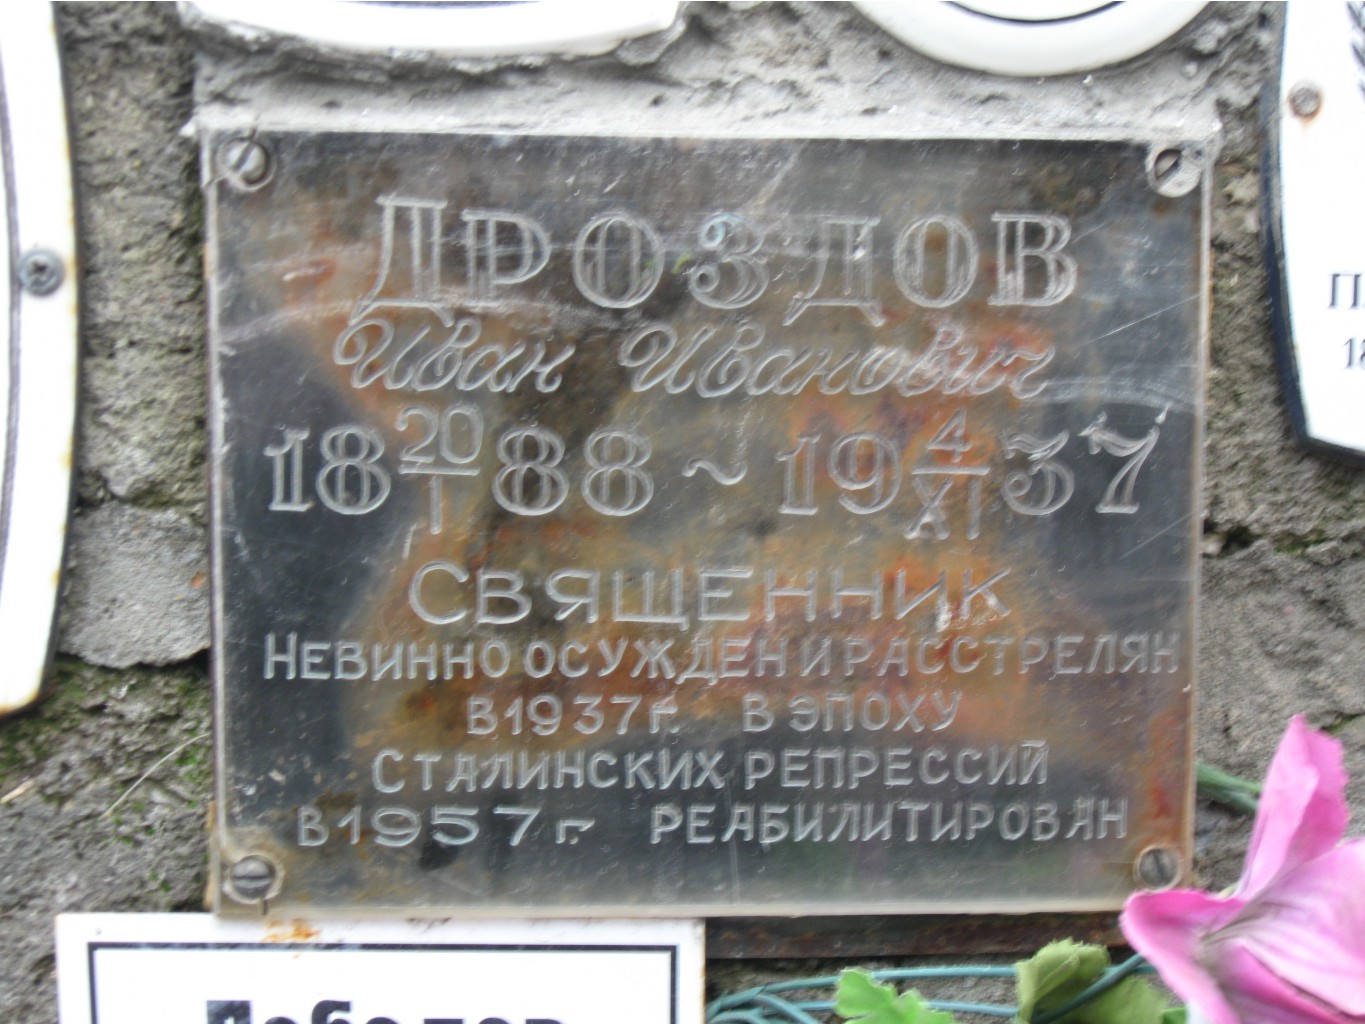 ДРОЗДОВ
Иван Иванович
18 20/I 88 ~ 19 4/XI 37
СВЯЩЕННИК
НЕВИННО ОСУЖДЕН И РАССТРЕЛЯН
В 1937 г. В ЭПОХУ
СТАЛИНСКИХ РЕПРЕССИЙ
В 1957 г. РЕАБИЛИТИРОВАН